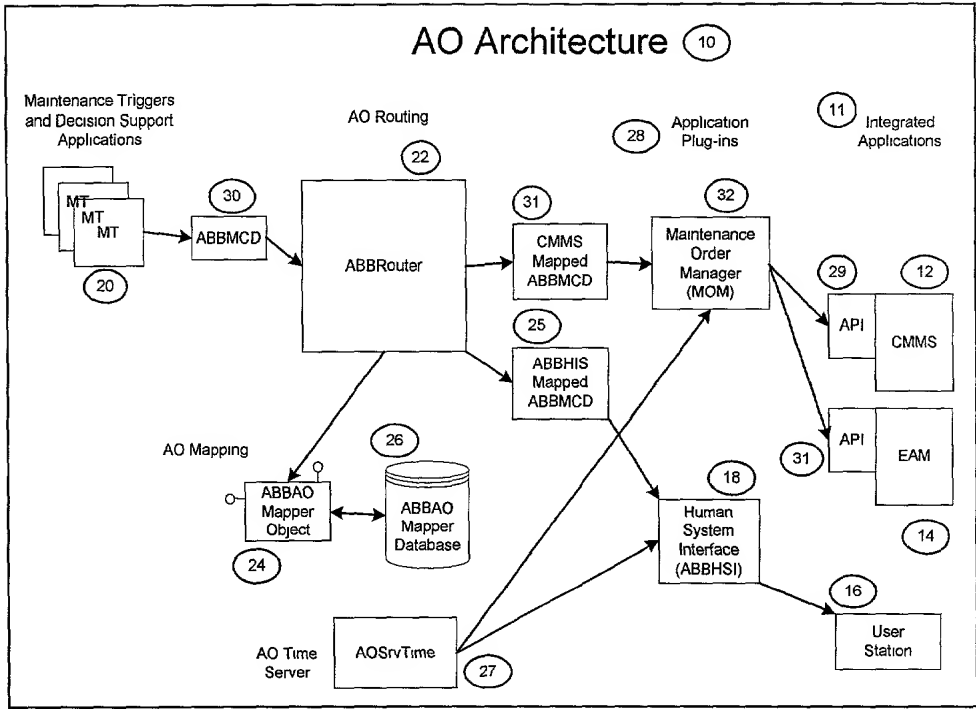 AO Architecture 10
Maintenance Triggers
and Decision Support
Applications
AO Routing
28
Application
Plug-ins
11
Integrated
Applications
22
MT
MT
MT
20
30
ABBMCD
ABBRouter
31
CMMS
Mapped
ABBMCD
32
Maintenance
Order
Manager
(MOM)
29
12
API
CMMS
25
ABBHIS
Mapped
ABBMCD
API
EAM
31
14
AO Mapping
26
ABBAO
Mapper
Object
24
ABBAO
Mapper
Database
18
Human
System
Interface
(ABBHSI)
16
User
Station
AO Time
Server
AOSrvTime
27